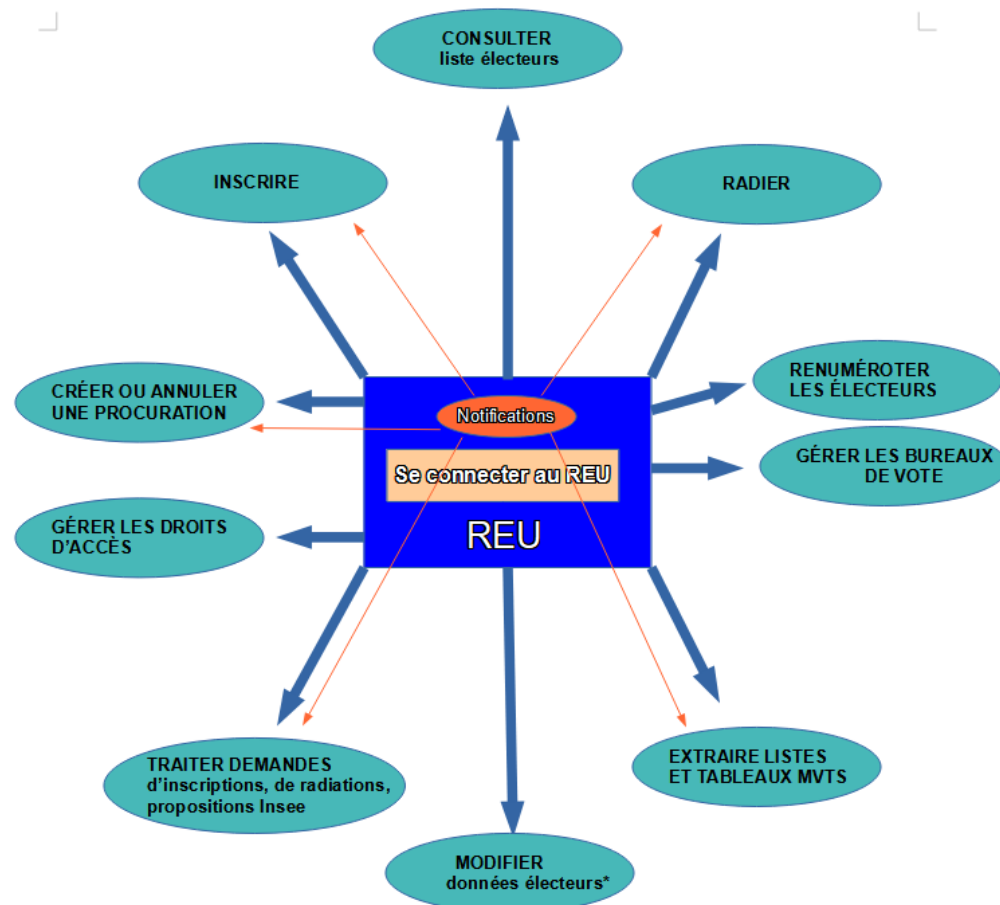 CONSULTER
liste électeurs
INSCRIRE
RADIER
CRÉER OU ANNULER
UNE PROCURATION
Notifications
RENUMÉROTER
LES ÉLECTEURS
Se connecter au REU
GÉRER LES BUREAUX
DE VOTE
GÉRER LES DROITS
D'ACCÈS
REU
TRAITER DEMANDES
d'inscriptions, de radiations,
propositions Insee
EXTRAIRE LISTES
ET TABLEAUX MVTS
MODIFIER
données électeurs*